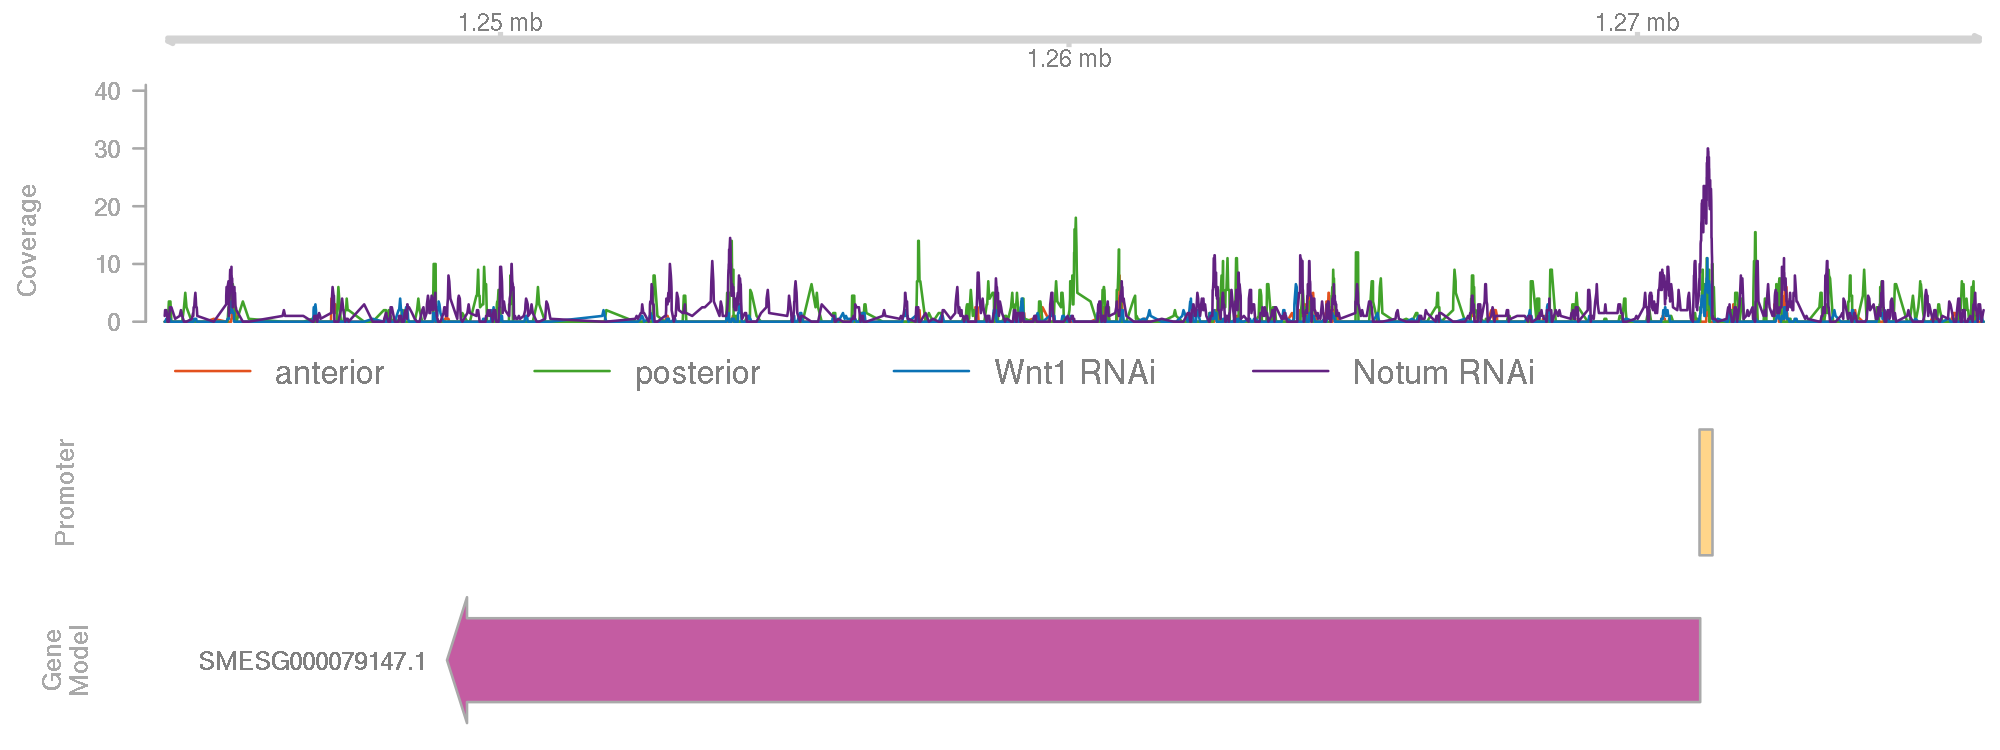 1.25 mb
1.27 mb
1.26 mb
Coverage
40
30
20
10
0
anterior
posterior
Wnt1 RNAi
Notum RNAi
Promoter
Gene
Model
SMESG000079147.1